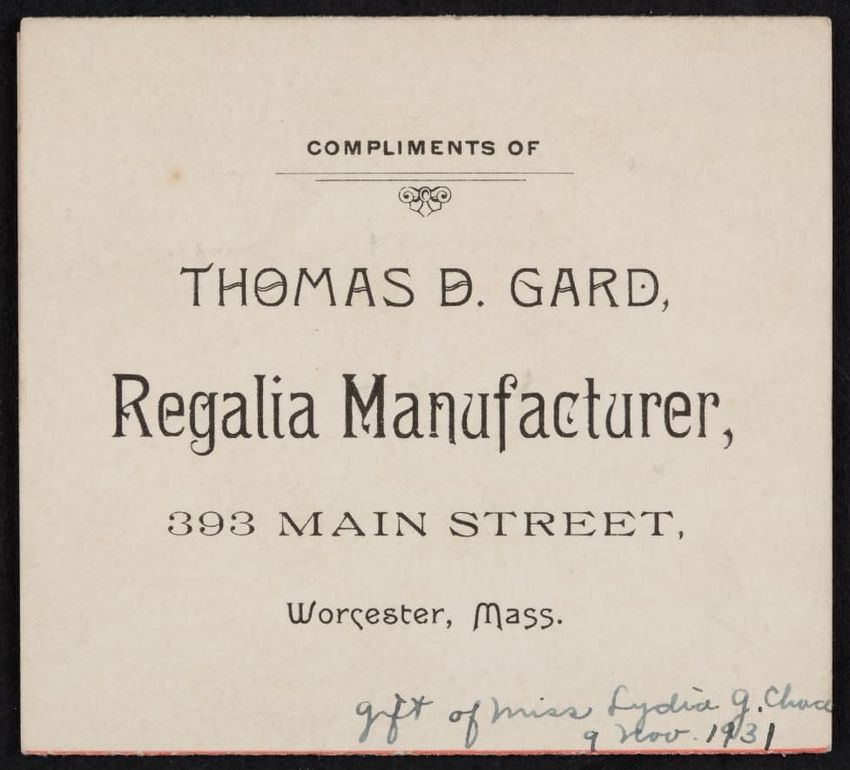 COMPLIMENTS OF
THOMAS D. GARD,
Regalia Manufacturer,
393 MAIN STREET,
Worcester, Mass.
gift of Miss Lydia G. Chace
9 Nov. 1931